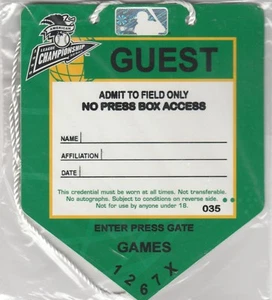 AMERICAN
LEAGUE
CHAMPIONSHIP
GUEST
ADMIT TO FIELD ONLY
NO PRESS BOX ACCESS
NAME
AFFILIATION
DATE
This credential must be worn at all times. Not transferable.
No autographs. Subject to conditions on reverse side.
Not for use by anyone under 18.
035
ENTER PRESS GATE
GAMES
1 2 6 7 X